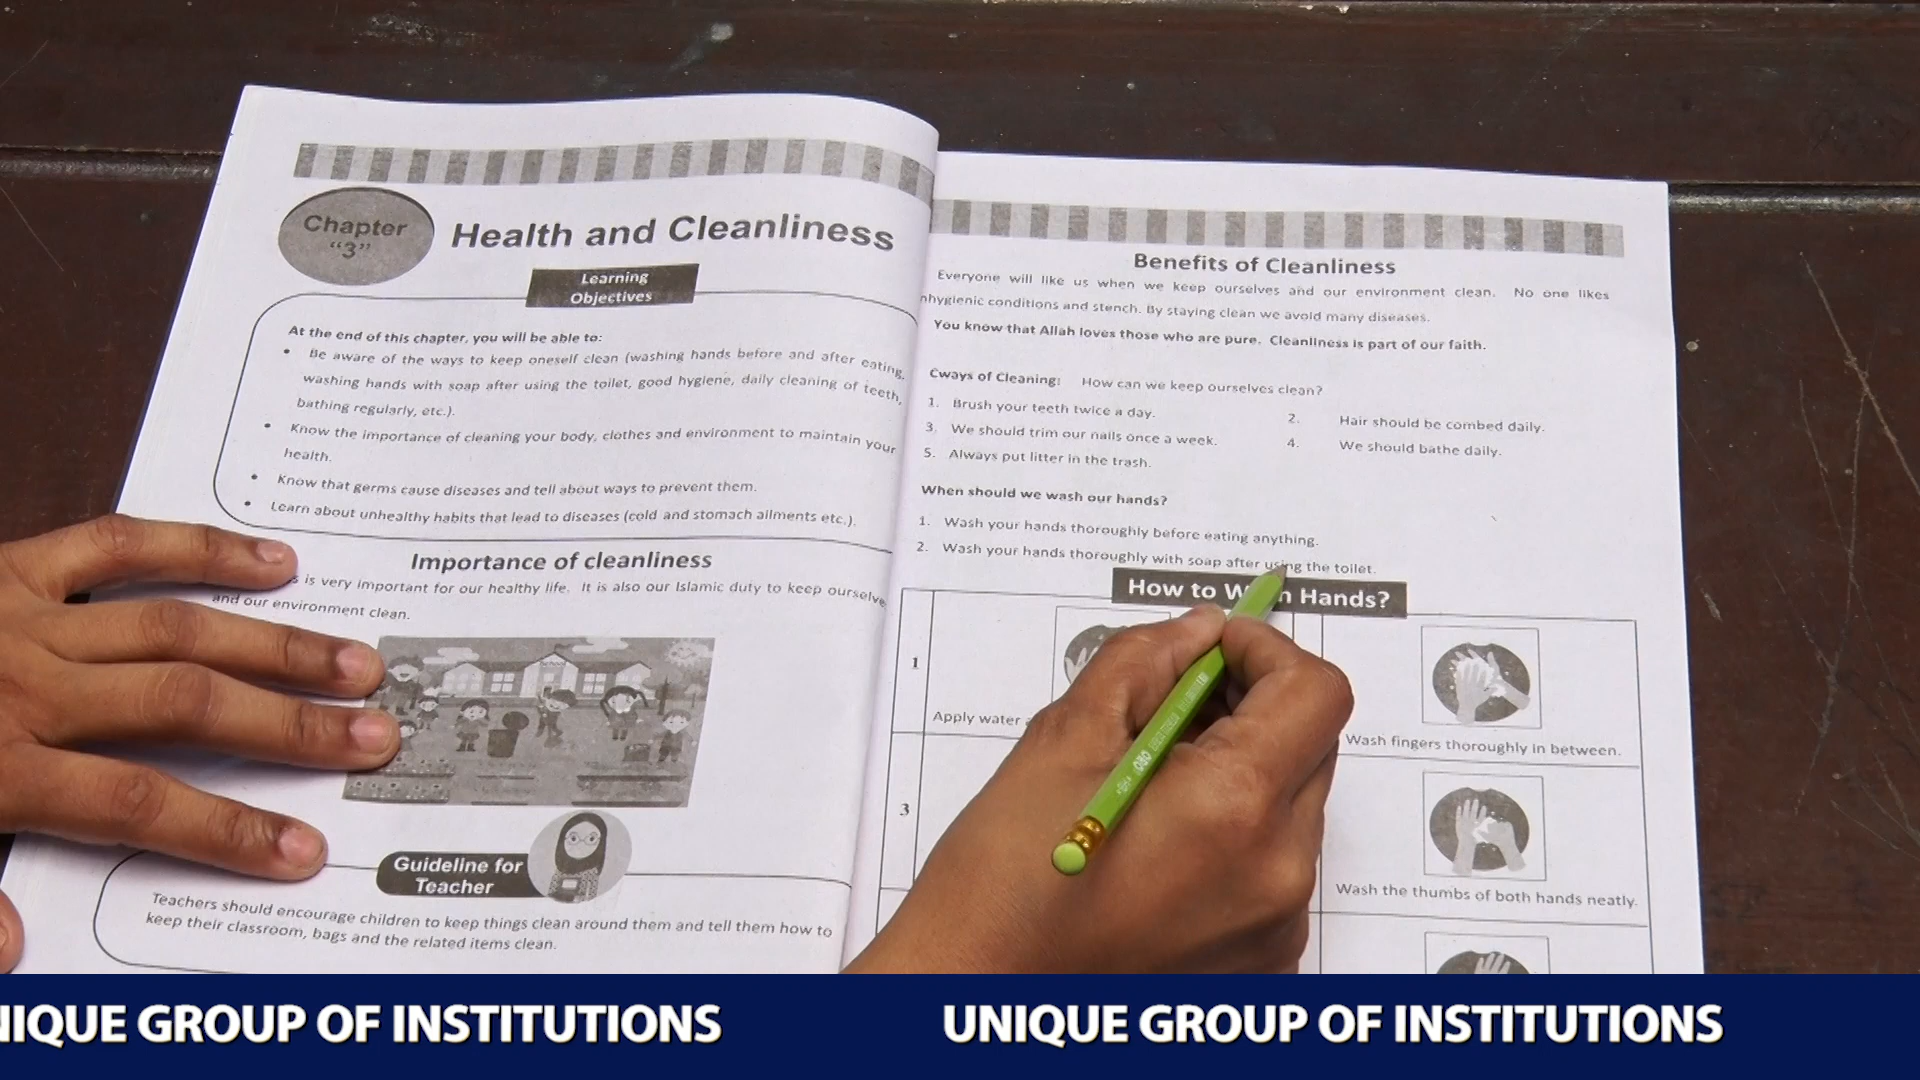 Chapter
"3"
Health and Cleanliness
Learning
Objectives
At the end of this chapter, you will be able to:
• Be aware of the ways to keep oneself clean (washing hands before and after eating,
washing hands with soap after using the toilet, good hygiene, daily cleaning of teeth,
bathing regularly, etc.).
• Know the importance of cleaning your body, clothes and environment to maintain your
health.
• Know that germs cause diseases and tell about ways to prevent them.
• Learn about unhealthy habits that lead to diseases (cold and stomach ailments etc.).
Importance of cleanliness
is very important for our healthy life. It is also our Islamic duty to keep ourselve
and our environment clean.
School
Guideline for
Teacher
Teachers should encourage children to keep things clean around them and tell them how to
keep their classroom, bags and the related items clean.
Benefits of Cleanliness
Everyone will like us when we keep ourselves and our environment clean. No one likes
nhygienic conditions and stench. By staying clean we avoid many diseases.
You know that Allah loves those who are pure. Cleanliness is part of our faith.
Cways of Cleaning: How can we keep ourselves clean?
1. Brush your teeth twice a day. 2. Hair should be combed daily.
3. We should trim our nails once a week. 4. We should bathe daily.
5. Always put litter in the trash.
When should we wash our hands?
1. Wash your hands thoroughly before eating anything.
2. Wash your hands thoroughly with soap after using the toilet.
How to W h Hands?
1
Apply water
Wash fingers thoroughly in between.
3
Wash the thumbs of both hands neatly.
NIQUE GROUP OF INSTITUTIONS UNIQUE GROUP OF INSTITUTIONS